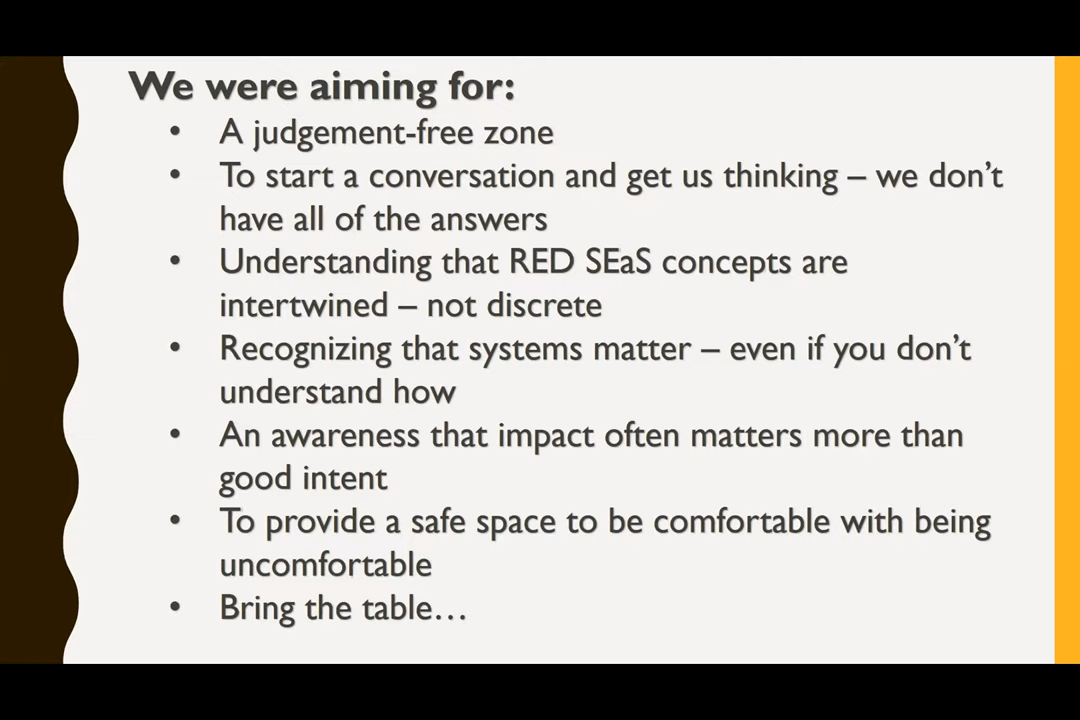 We were aiming for:
• A judgement-free zone
• To start a conversation and get us thinking – we don’t
have all of the answers
• Understanding that RED SEaS concepts are
intertwined – not discrete
• Recognizing that systems matter – even if you don’t
understand how
• An awareness that impact often matters more than
good intent
• To provide a safe space to be comfortable with being
uncomfortable
• Bring the table…